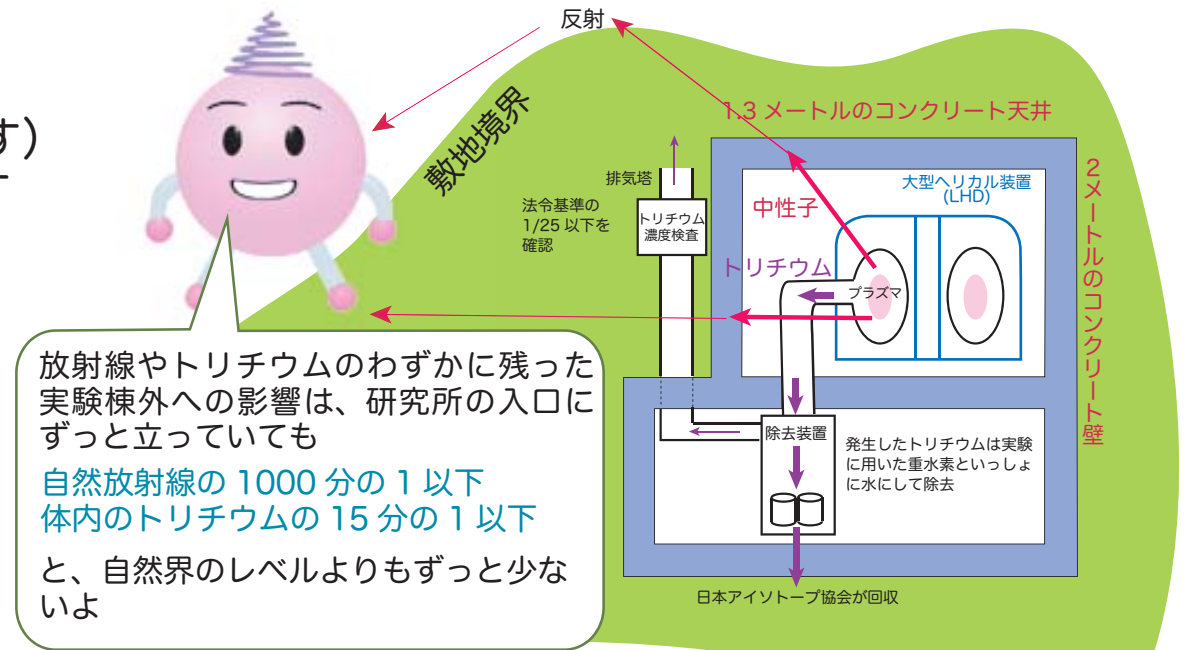 反射
す)
敷地境界
1.3 メートルのコンクリート天井
2メートルのコンクリート壁
排気塔
法令基準の
1/25 以下を
確認
トリチウム
濃度検査
中性子
大型ヘリカル装置
(LHD)
トリチウム
プラズマ
放射線やトリチウムのわずかに残った
実験棟外への影響は、研究所の入口に
ずっと立っていても
自然放射線の 1000 分の 1 以下
体内のトリチウムの 15 分の 1 以下
と、自然界のレベルよりもずっと少な
いよ
除去装置
発生したトリチウムは実験
に用いた重水素といっしょ
に水にして除去
日本アイソトープ協会が回収